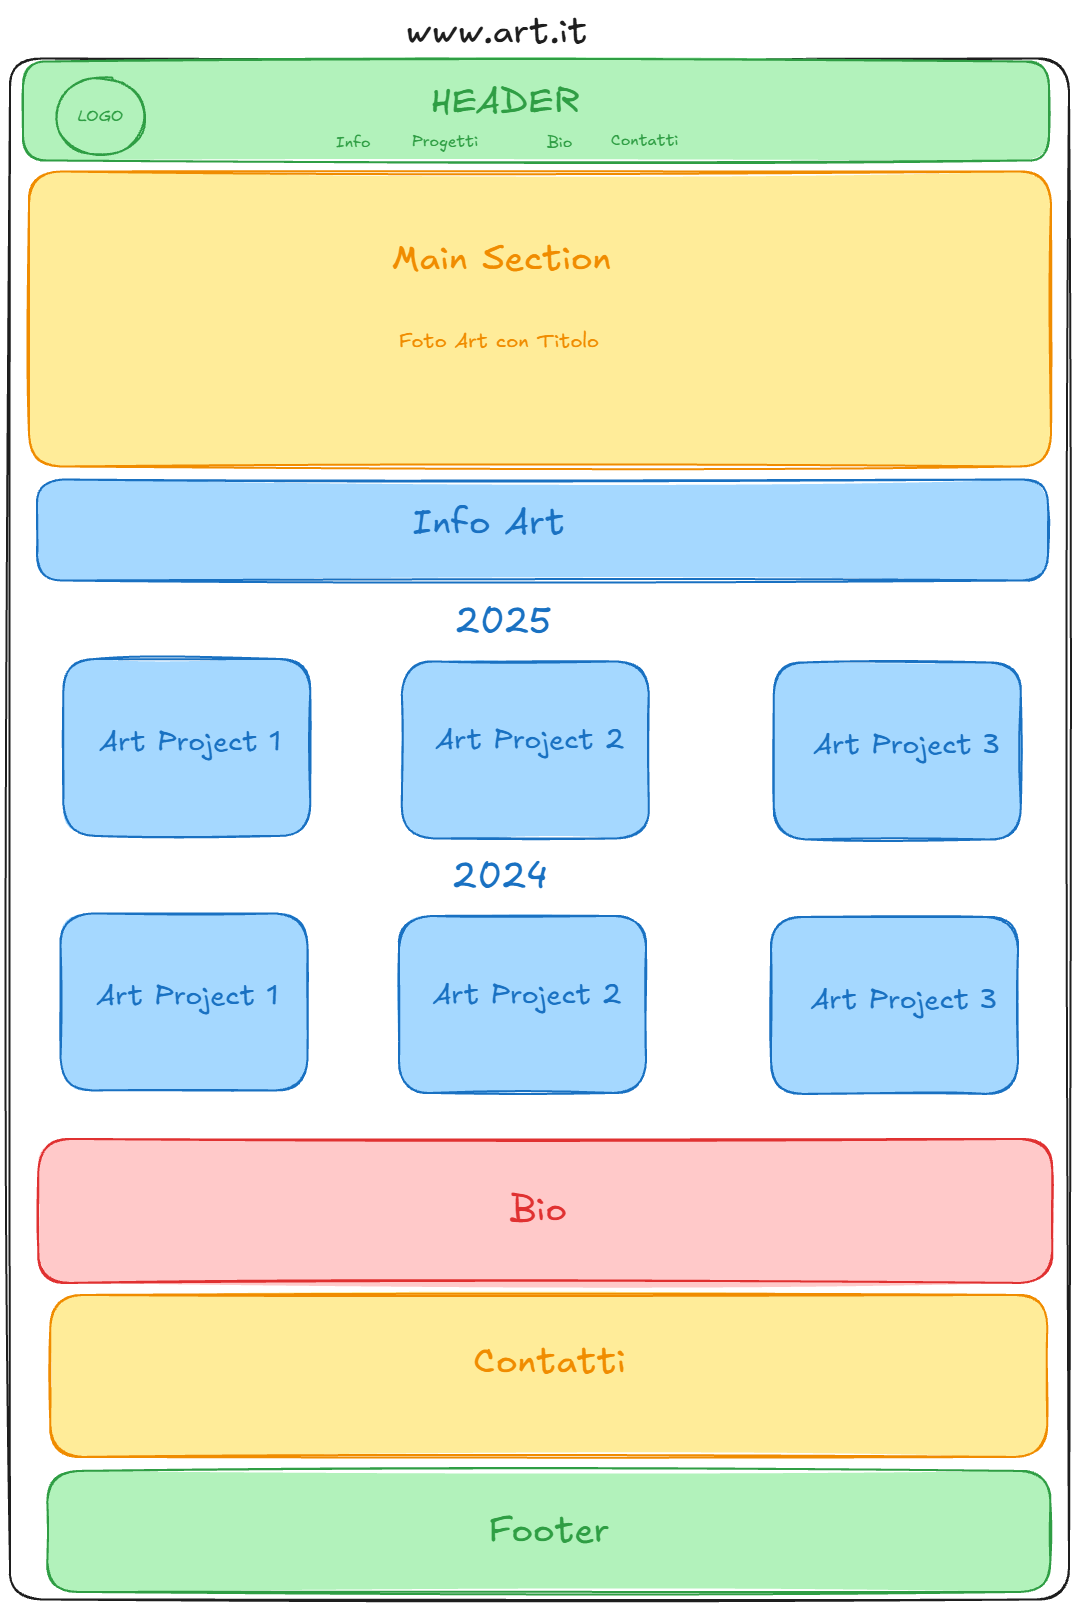 www.art.it
LOGO
HEADER
Info Progetti Bio Contatti
Main Section
Foto Art con Titolo
Info Art
2025
Art Project 1 Art Project 2 Art Project 3
2024
Art Project 1 Art Project 2 Art Project 3
Bio
Contatti
Footer